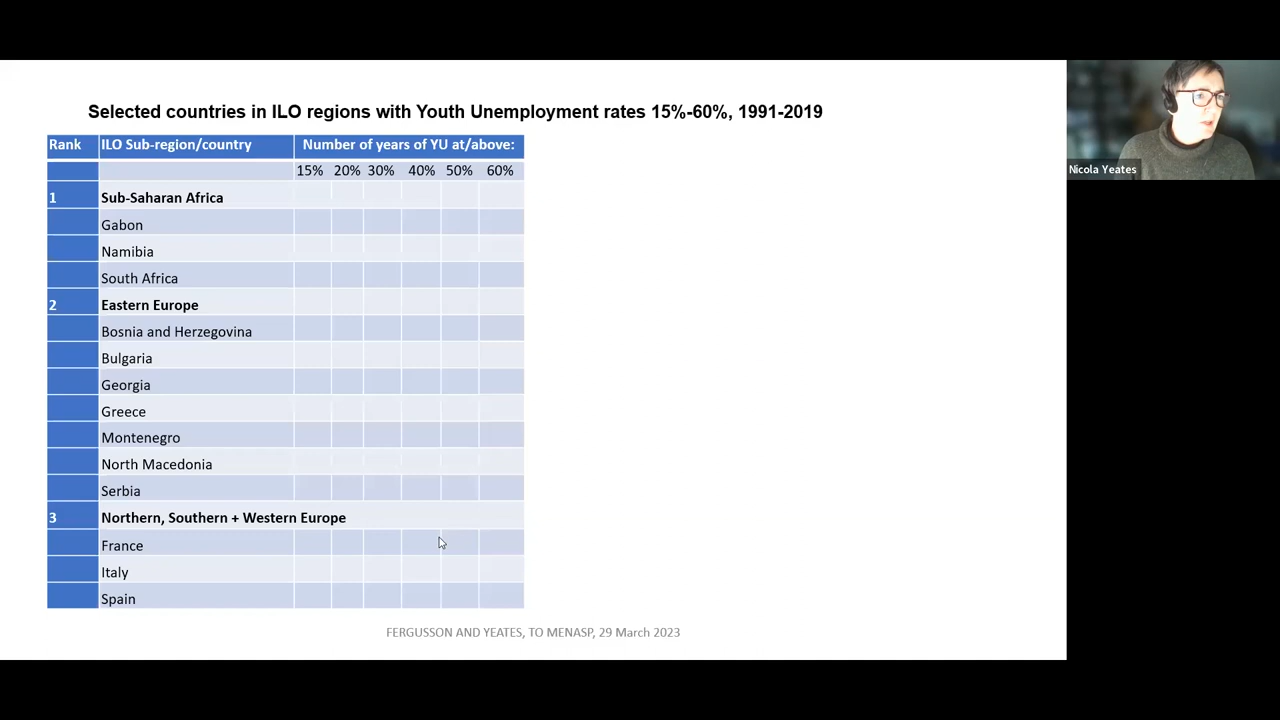 Selected countries in ILO regions with Youth Unemployment rates 15%-60%, 1991-2019
Rank ILO Sub-region/country Number of years of YU at/above:
15% 20% 30% 40% 50% 60%
1 Sub-Saharan Africa
Gabon
Namibia
South Africa
2 Eastern Europe
Bosnia and Herzegovina
Bulgaria
Georgia
Greece
Montenegro
North Macedonia
Serbia
3 Northern, Southern + Western Europe
France
Italy
Spain
FERGUSSON AND YEATES, TO MENASP, 29 March 2023
Nicola Yeates